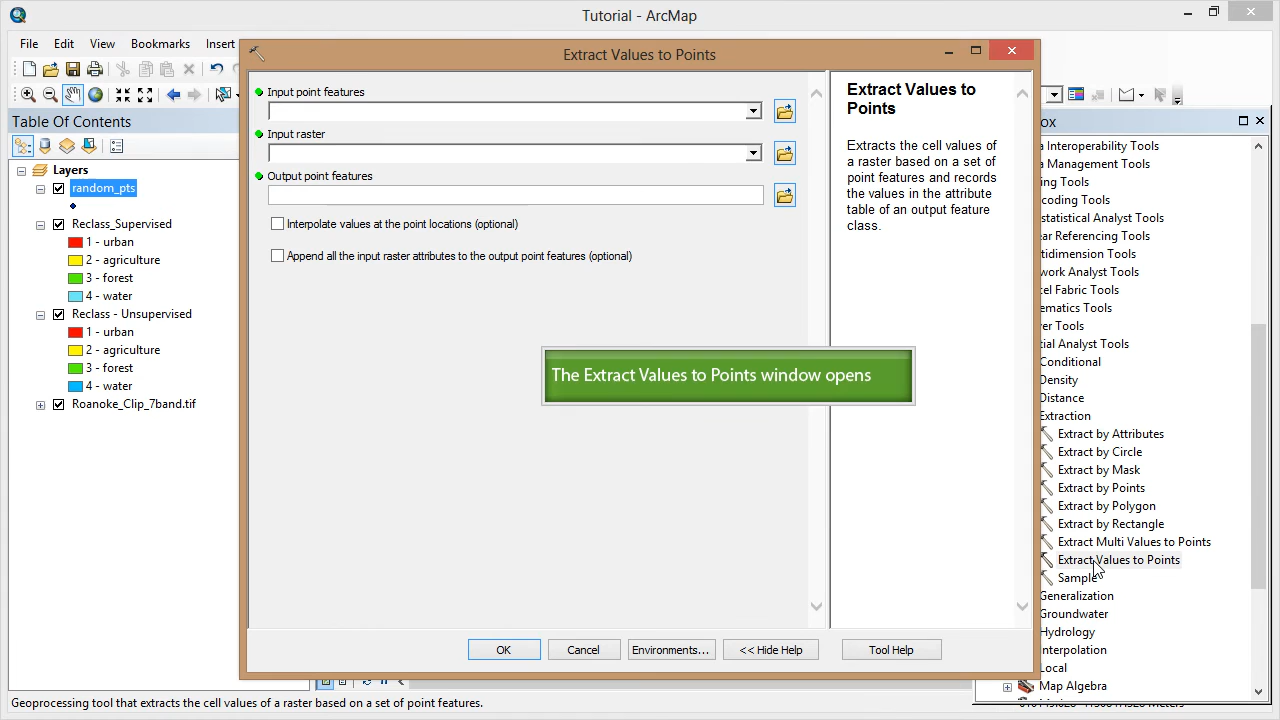 Tutorial - ArcMap
File Edit View Bookmarks Insert
Table Of Contents
Layers
random_pts
Reclass_Supervised
1 - urban
2 - agriculture
3 - forest
4 - water
Reclass - Unsupervised
1 - urban
2 - agriculture
3 - forest
4 - water
Roanoke_Clip_7band.tif
Extract Values to Points
Input point features
Input raster
Output point features
Interpolate values at the point locations (optional)
Append all the input raster attributes to the output point features (optional)
The Extract Values to Points window opens
OK Cancel Environments... << Hide Help Tool Help
Extract Values to
Points
Extracts the cell values of
a raster based on a set of
point features and records
the values in the attribute
table of an output feature
class.
ox
a Interoperability Tools
a Management Tools
ing Tools
coding Tools
statistical Analyst Tools
ear Referencing Tools
tidimension Tools
work Analyst Tools
cel Fabric Tools
ematics Tools
er Tools
tial Analyst Tools
Conditional
Density
Distance
Extraction
Extract by Attributes
Extract by Circle
Extract by Mask
Extract by Points
Extract by Polygon
Extract by Rectangle
Extract Multi Values to Points
Extract Values to Points
Sample
Generalization
Groundwater
Hydrology
Interpolation
Local
Map Algebra
Geoprocessing tool that extracts the cell values of a raster based on a set of point features.
Meters